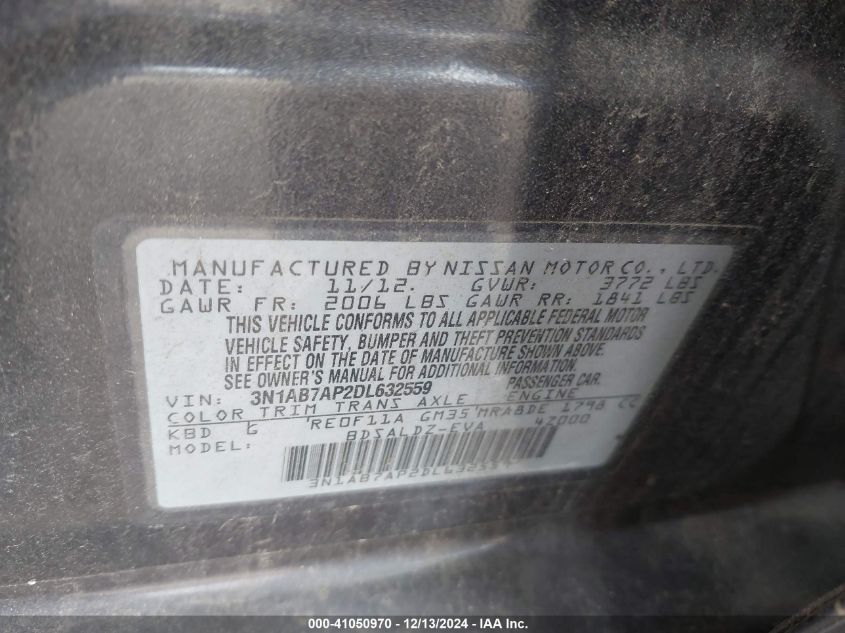 MANUFACTURED BY NISSAN MOTOR CO., LTD.
DATE: 11/12. GVWR: 3772 LBS
GAWR FR: 2006 LBS GAWR RR: 1841 LBS
THIS VEHICLE CONFORMS TO ALL APPLICABLE FEDERAL MOTOR
VEHICLE SAFETY, BUMPER AND THEFT PREVENTION STANDARDS
IN EFFECT ON THE DATE OF MANUFACTURE SHOWN ABOVE.
SEE OWNER'S MANUAL FOR ADDITIONAL INFORMATION.
VIN: 3N1AB7AP2DL632559 PASSENGER CAR.
COLOR TRIM TRANS AXLE ENGINE
KBD G RE0F11A GM35 MRA8DE 1798 CC
MODEL: BDSALDZ-EVA 4Z000
3N1AB7AP2DL632559
000-41050970 - 12/13/2024 - IAA, Inc.